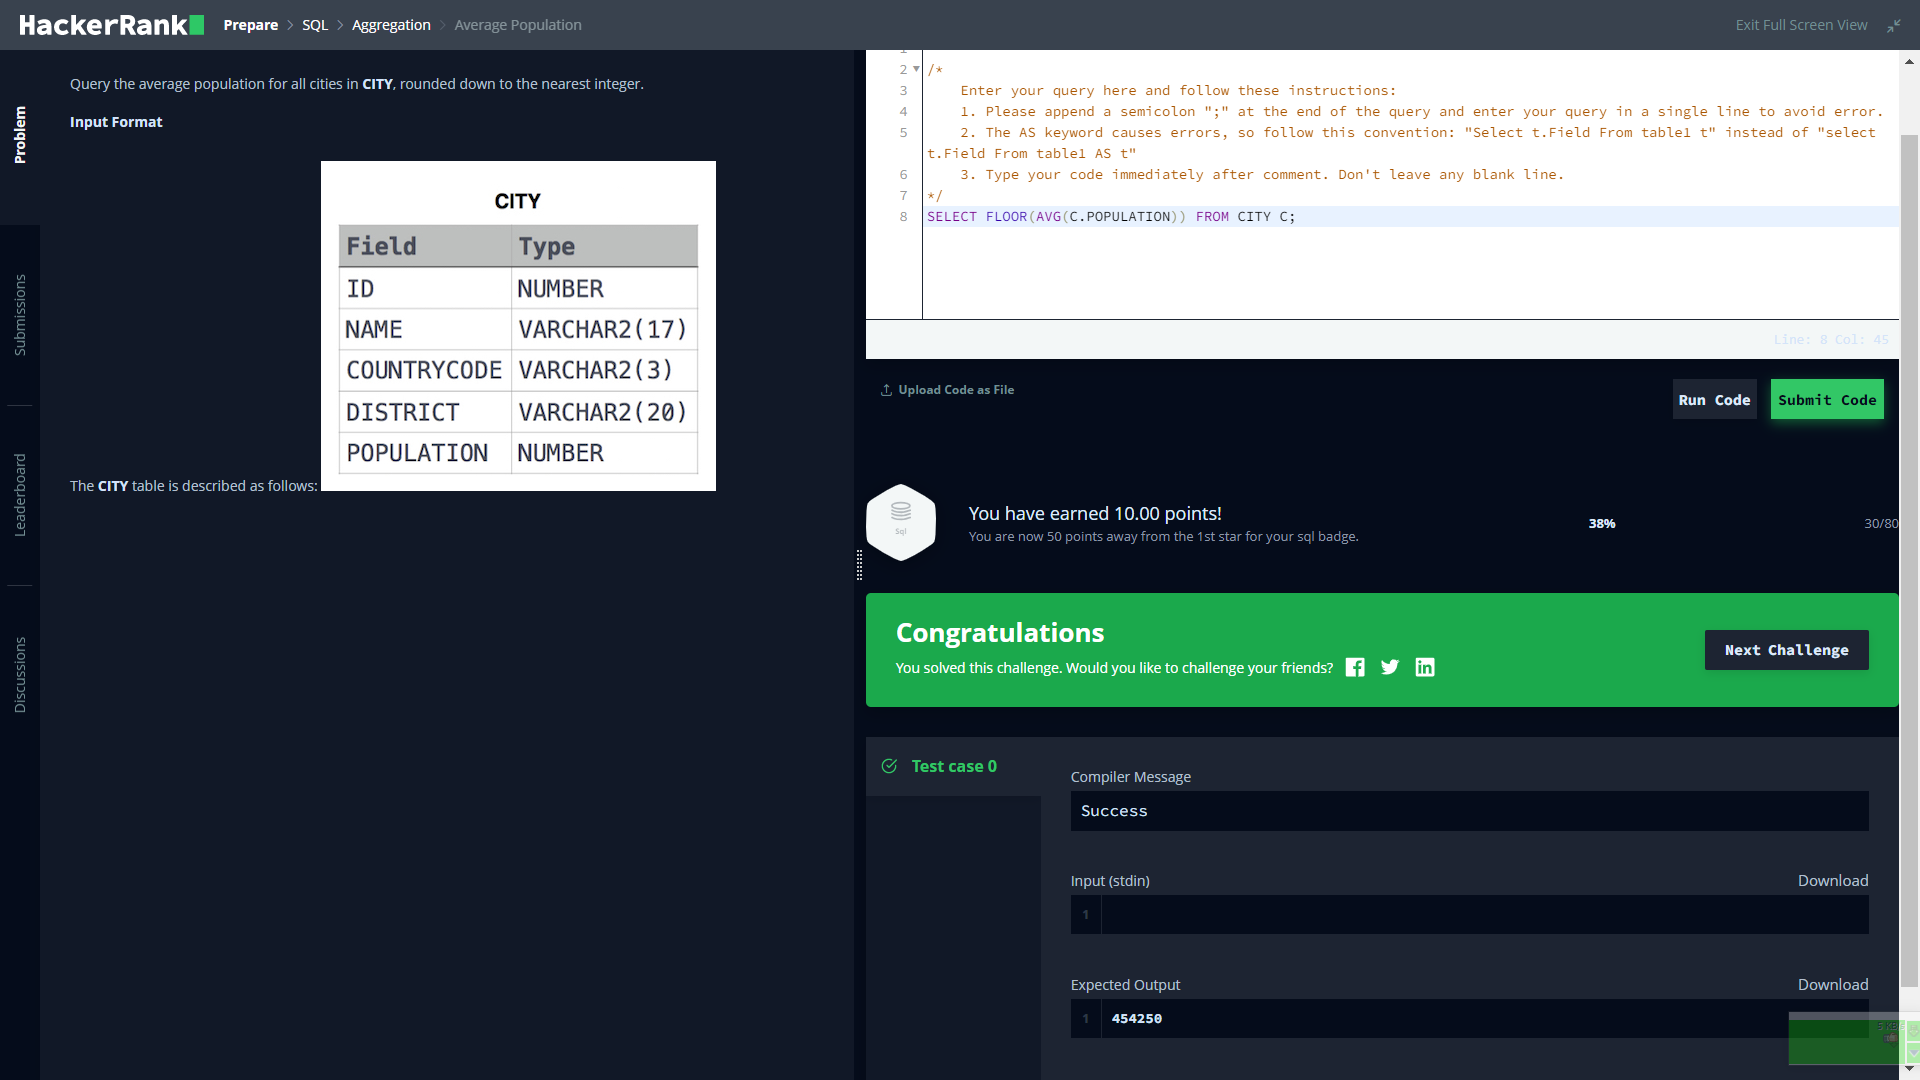 HackerRank
Prepare > SQL > Aggregation > Average Population
Exit Full Screen View
Problem
Submissions
Leaderboard
Discussions
Query the average population for all cities in CITY, rounded down to the nearest integer.
Input Format
CITY
Field Type
ID NUMBER
NAME VARCHAR2(17)
COUNTRYCODE VARCHAR2(3)
DISTRICT VARCHAR2(20)
POPULATION NUMBER
The CITY table is described as follows:
1
2 /*
3 Enter your query here and follow these instructions:
4 1. Please append a semicolon ";" at the end of the query and enter your query in a single line to avoid error.
5 2. The AS keyword causes errors, so follow this convention: "Select t.Field From table1 t" instead of "select
t.Field From table1 AS t"
6 3. Type your code immediately after comment. Don't leave any blank line.
7 */
8 SELECT FLOOR(AVG(C.POPULATION)) FROM CITY C;
Line: 8 Col: 45
Upload Code as File
Run Code
Submit Code
Sql
You have earned 10.00 points!
You are now 50 points away from the 1st star for your sql badge.
38%
30/80
Congratulations
You solved this challenge. Would you like to challenge your friends?
Next Challenge
Test case 0
Compiler Message
Success
Input (stdin)
Download
1
Expected Output
Download
1 454250